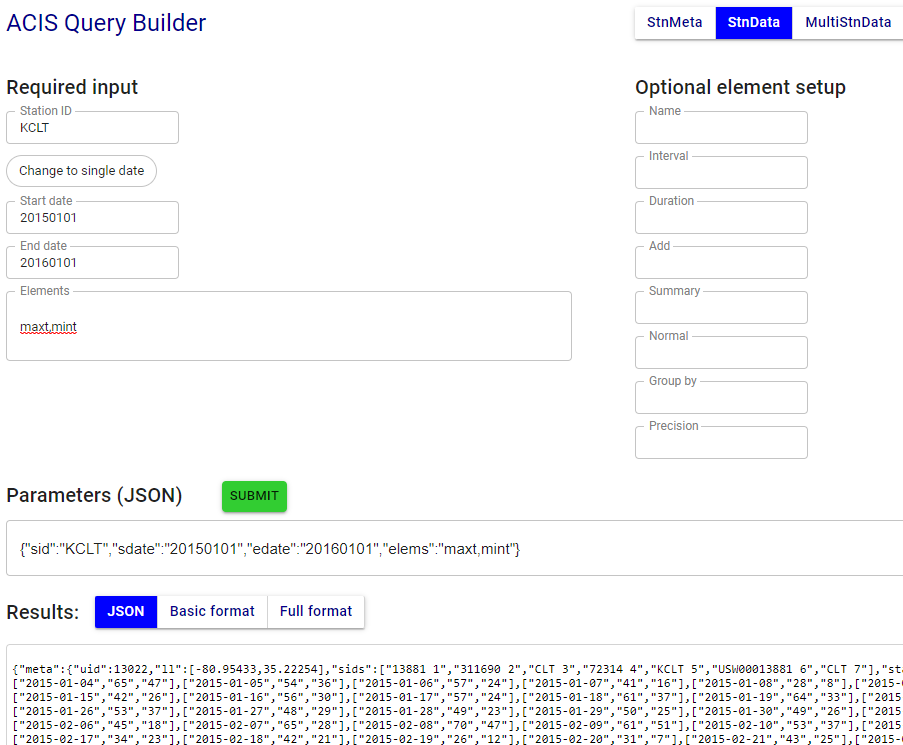 ACIS Query Builder
StnMeta StnData MultiStnData
Required input
Station ID
KCLT
Change to single date
Start date
20150101
End date
20160101
Elements
maxt,mint
Optional element setup
Name
Interval
Duration
Add
Summary
Normal
Group by
Precision
Parameters (JSON) SUBMIT
{"sid":"KCLT","sdate":"20150101","edate":"20160101","elems":"maxt,mint"}
Results: JSON Basic format Full format
{"meta":{"uid":13022,"ll":[-80.95433,35.22254],"sids":["13881 1","311690 2","CLT 3","72314 4","KCLT 5","USW00013881 6","CLT 7"],"sta
["2015-01-04","65","47"],["2015-01-05","54","36"],["2015-01-06","57","24"],["2015-01-07","41","16"],["2015-01-08","28","8"],["2015-0
["2015-01-15","42","26"],["2015-01-16","56","30"],["2015-01-17","57","24"],["2015-01-18","61","37"],["2015-01-19","64","33"],["2015-
["2015-01-26","53","37"],["2015-01-27","48","29"],["2015-01-28","49","23"],["2015-01-29","50","25"],["2015-01-30","49","26"],["2015-
["2015-02-06","45","18"],["2015-02-07","65","28"],["2015-02-08","70","47"],["2015-02-09","61","51"],["2015-02-10","53","37"],["2015-
["2015-02-17","34","23"],["2015-02-18","42","21"],["2015-02-19","26","12"],["2015-02-20","31","7"],["2015-02-21","43","25"],["2015-0